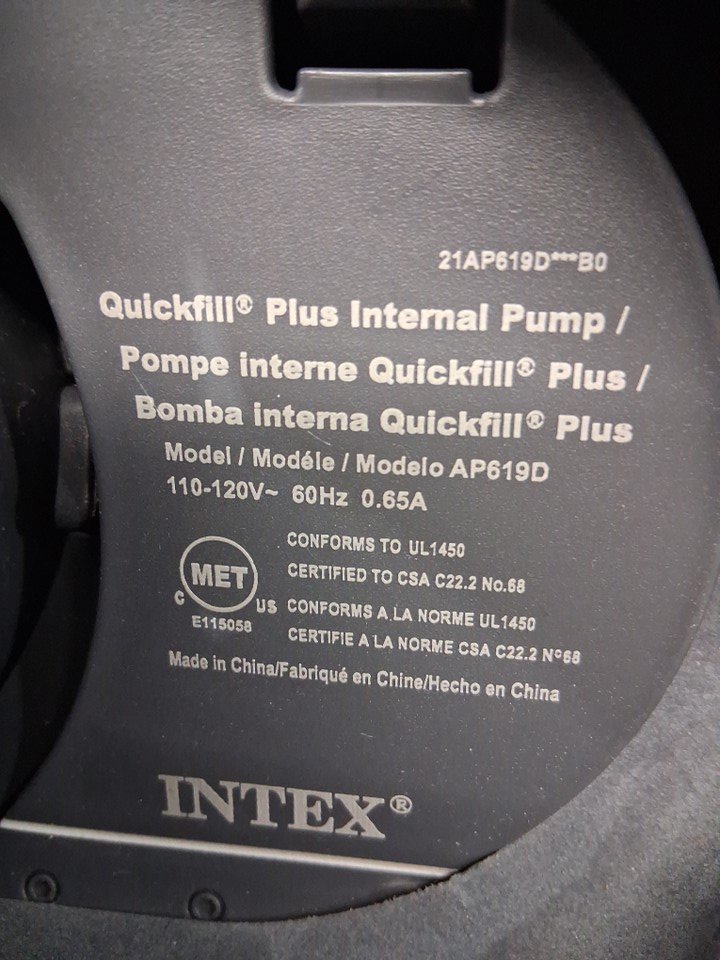 21AP619D***B0
Quickfill® Plus Internal Pump /
Pompe interne Quickfill® Plus /
Bomba interna Quickfill® Plus
Model / Modéle / Modelo AP619D
110-120V~ 60Hz 0.65A
MET
C US
E115058
CONFORMS TO UL1450
CERTIFIED TO CSA C22.2 No.68
CONFORMS A LA NORME UL1450
CERTIFIE A LA NORME CSA C22.2 N°68
Made in China/Fabriqué en Chine/Hecho en China
INTEX®